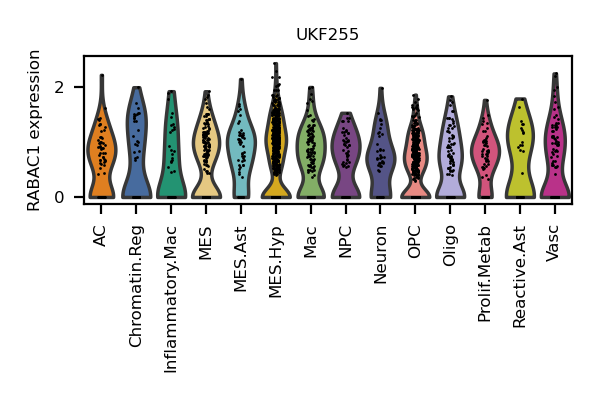 UKF255
RABAC1 expression
2
0
AC
Chromatin.Reg
Inflammatory.Mac
MES
MES.Ast
MES.Hyp
Mac
NPC
Neuron
OPC
Oligo
Prolif.Metab
Reactive.Ast
Vasc